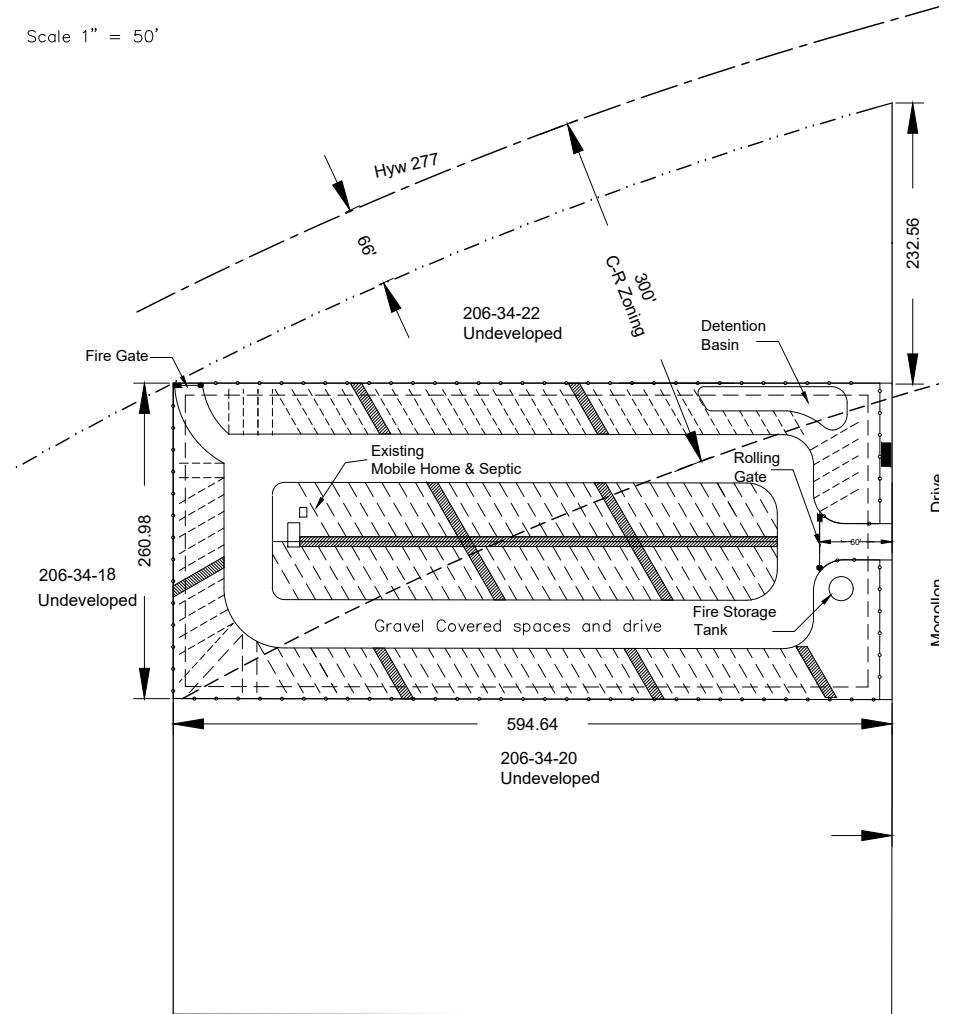 Scale 1” = 50’
Hyw 277
66'
300'
C-R Zoning
232.56
206-34-22
Undeveloped
Detention
Basin
Fire Gate
Existing
Mobile Home & Septic
Rolling
Gate
Drive
260.98
60'
206-34-18
Undeveloped
Fire Storage
Tank
Gravel Covered spaces and drive
Mogollon
594.64
206-34-20
Undeveloped